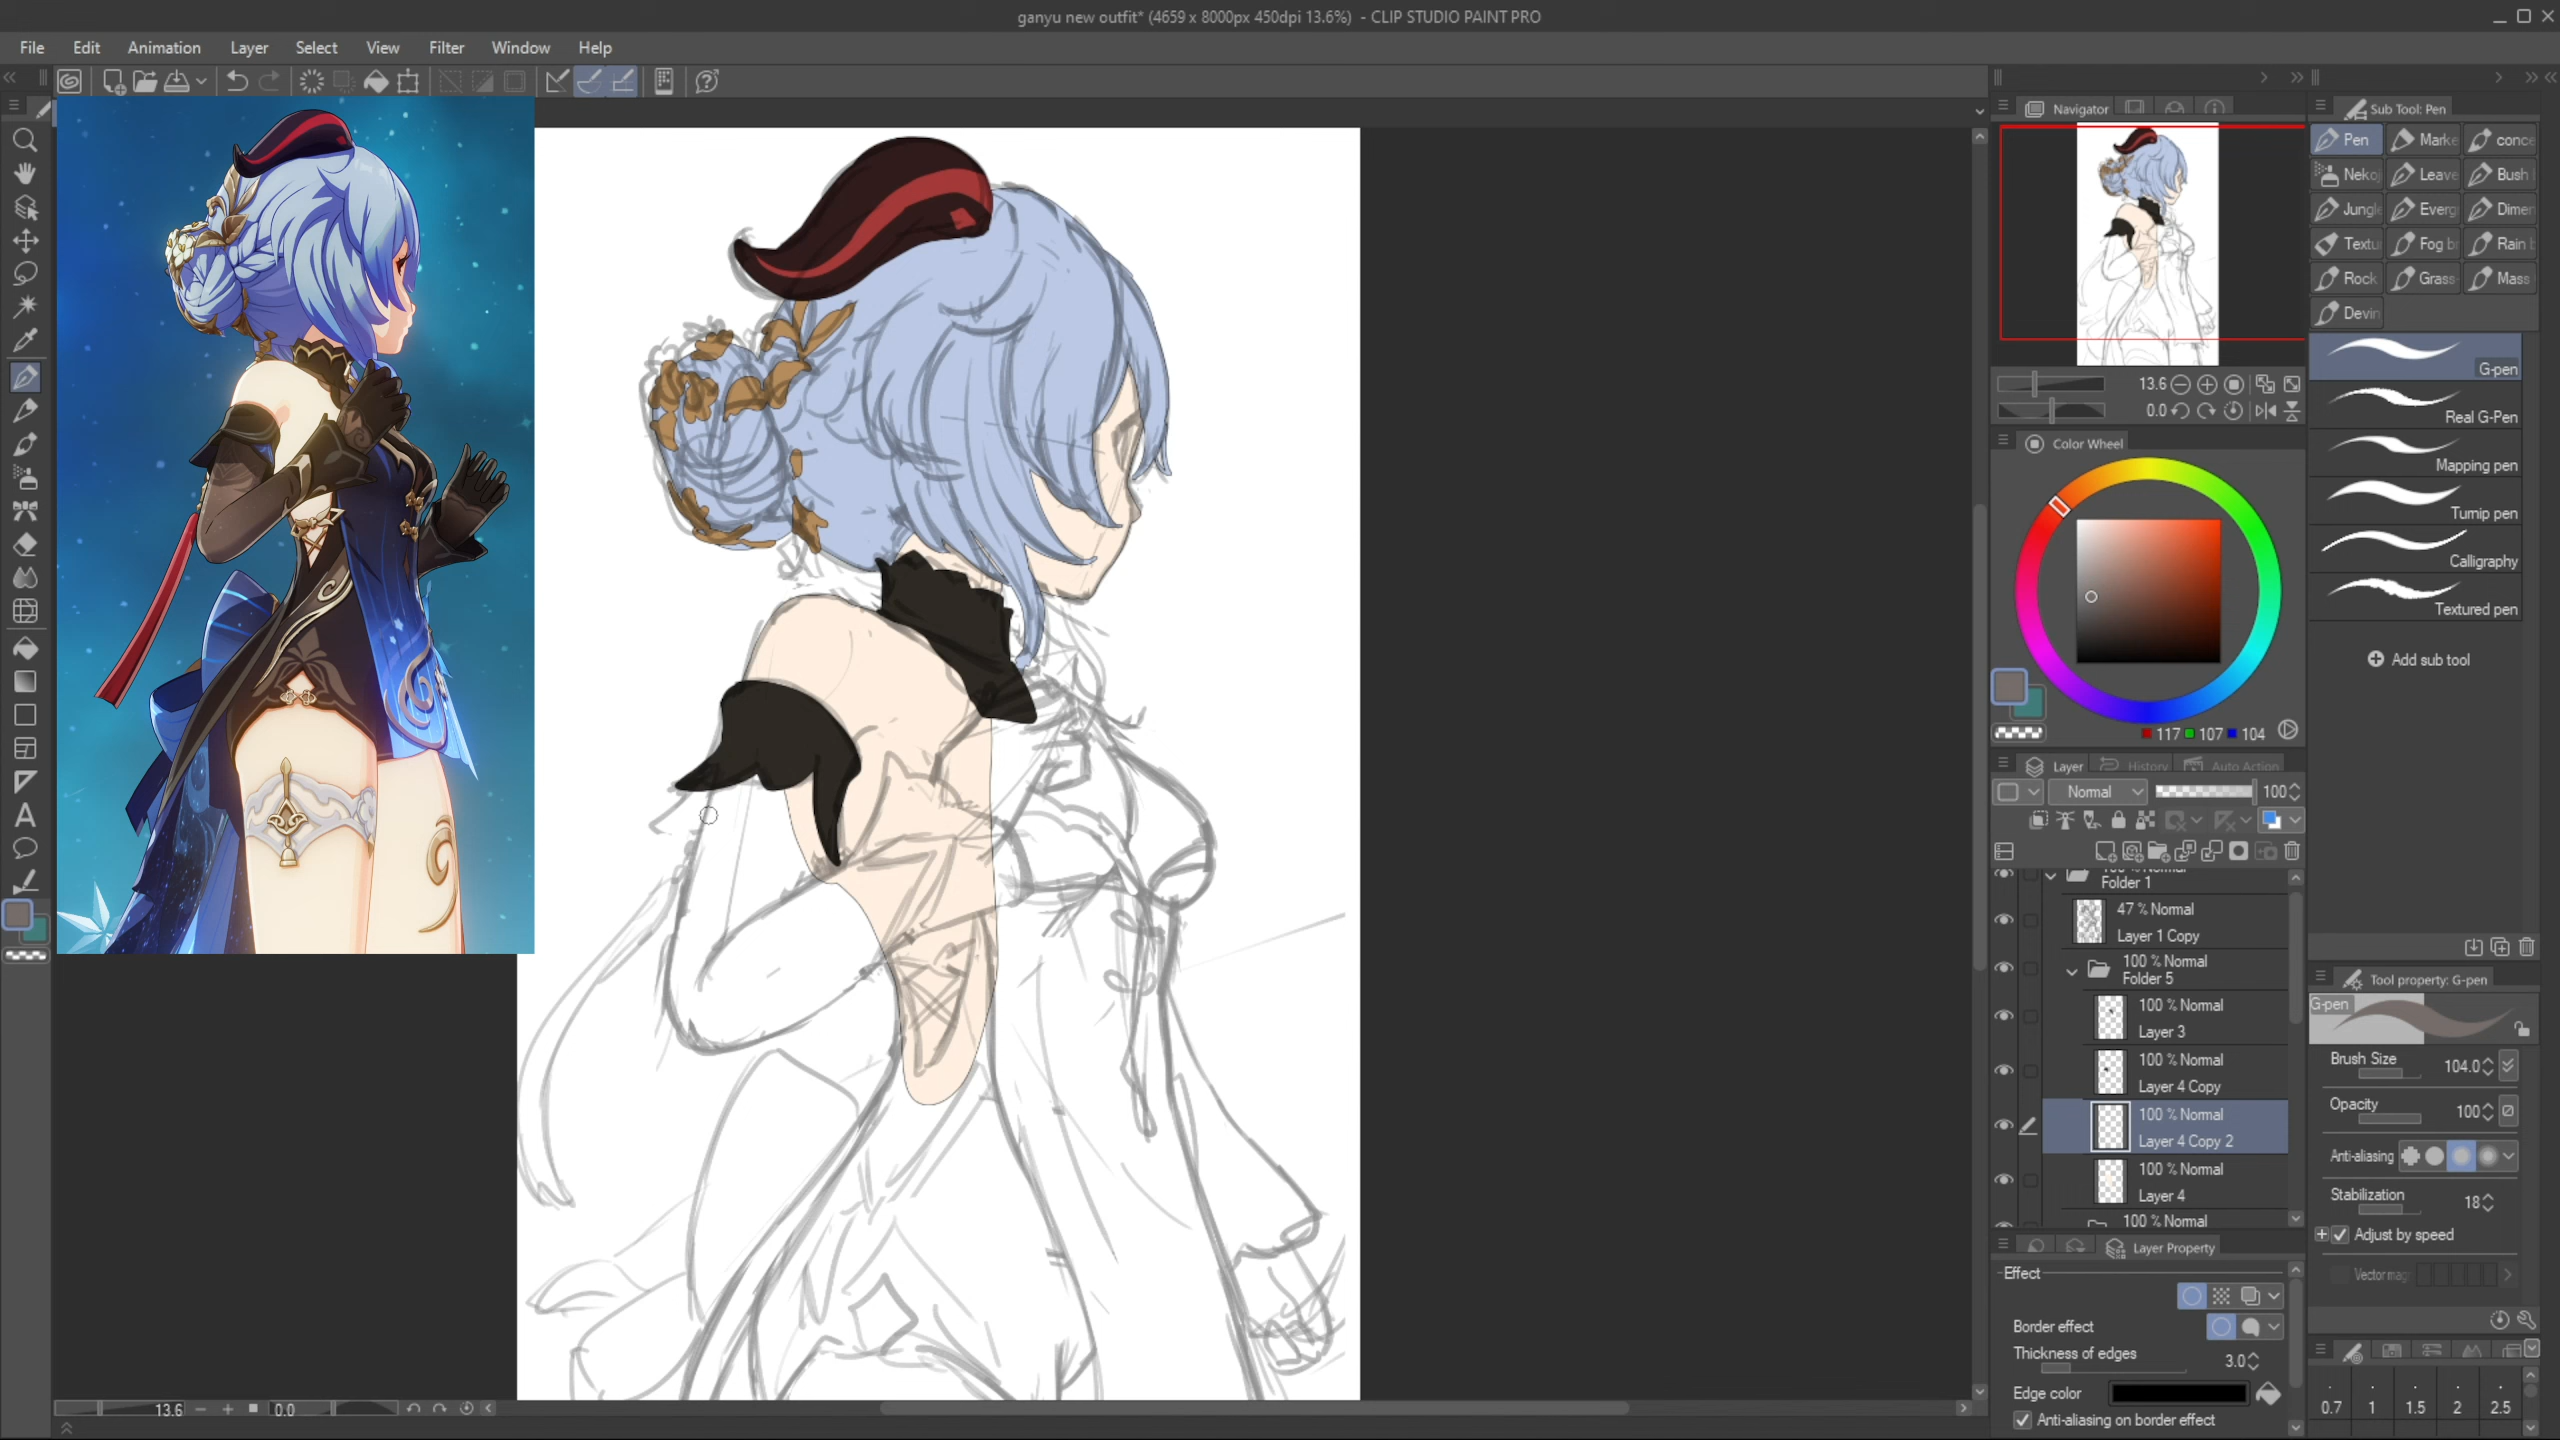 ganyu new outfit* (4659 x 8000px 450dpi 13.6%) - CLIP STUDIO PAINT PRO
File Edit Animation Layer Select View Filter Window Help
Navigator
Sub Tool: Pen
Pen Marke conce
Neko Leave Bush
Jungle Everg Dimen
Textu Fog b Rain b
Rock Grass Mass
Devin
G-pen
Real G-Pen
Mapping pen
Turnip pen
Calligraphy
Textured pen
Add sub tool
13.6
0.0
Color Wheel
117 107 104
Layer History Auto Action
Normal 100
100 % Normal
Folder 1
47 % Normal
Layer 1 Copy
100 % Normal
Folder 5
100 % Normal
Layer 3
100 % Normal
Layer 4 Copy
100 % Normal
Layer 4 Copy 2
100 % Normal
Layer 4
100 % Normal
Layer Property
Effect
Border effect
Thickness of edges 3.0
Edge color
Anti-aliasing on border effect
Tool property: G-pen
G-pen
Brush Size 104.0
Opacity 100
Anti-aliasing
Stabilization 18
Adjust by speed
Vector mag
0.7 1 1.5 2 2.5
13.6 0.0